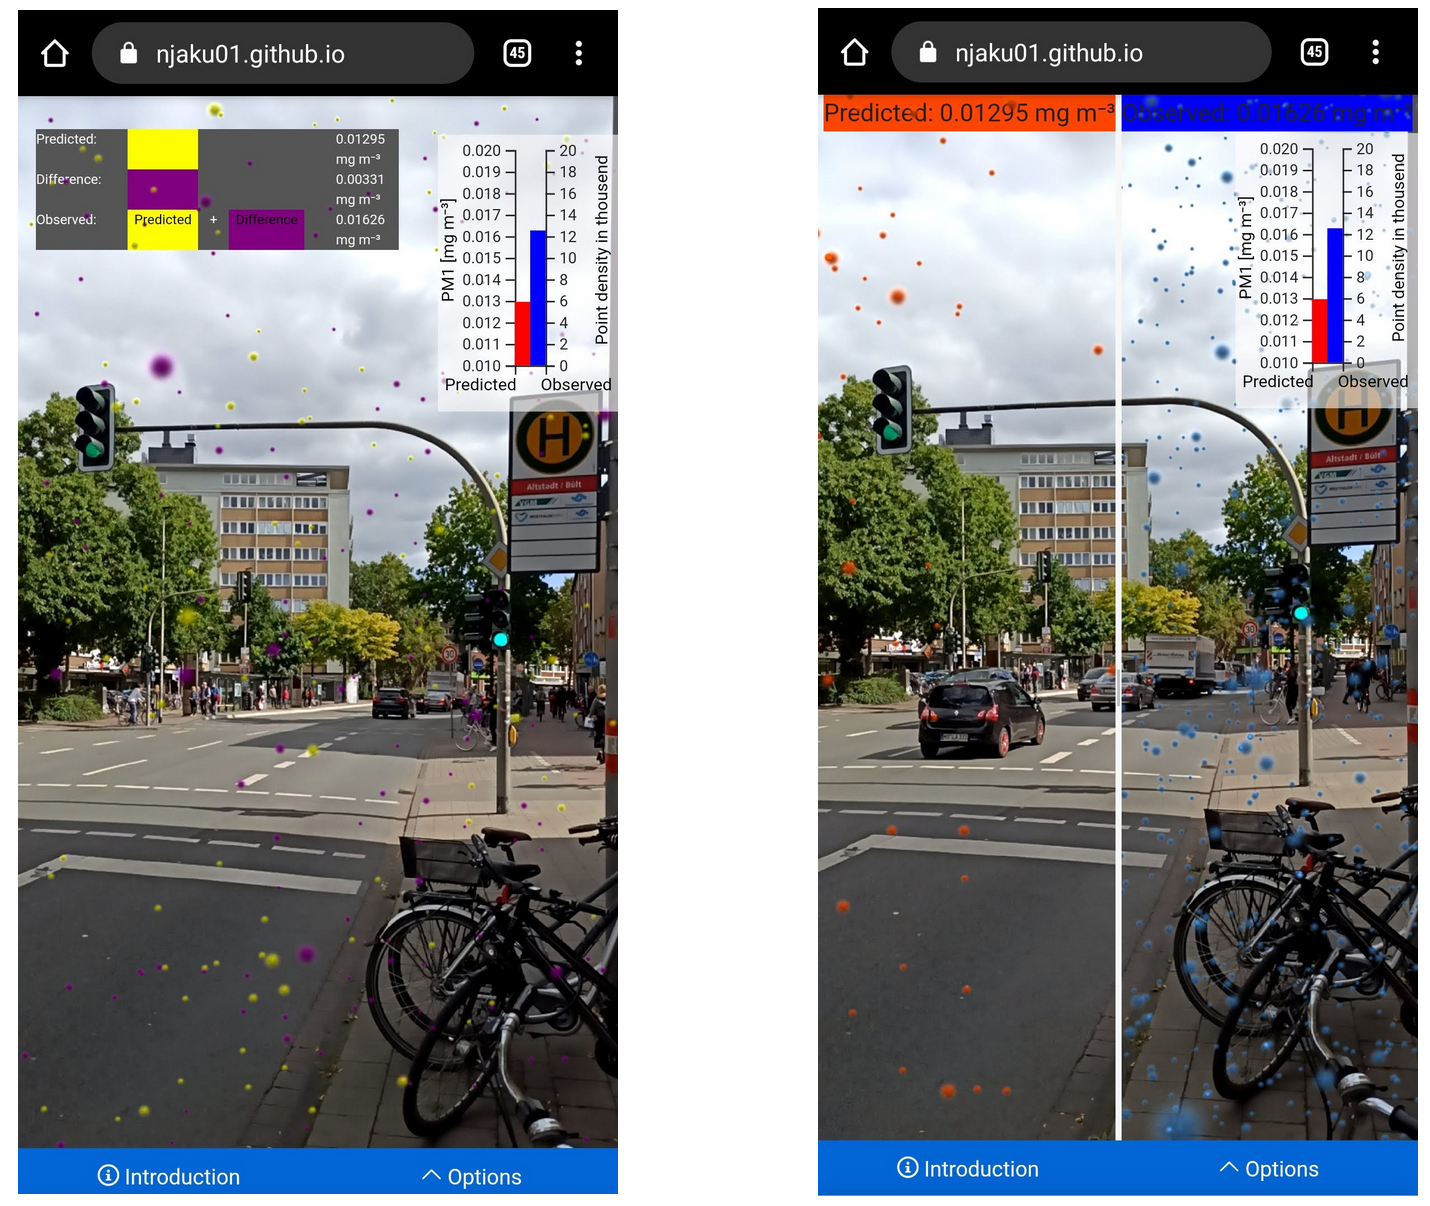 njaku01.github.io
45
Predicted:
0.01295
mg m⁻³
Difference:
0.00331
mg m⁻³
Observed:
Predicted
+
Difference
0.01626
mg m⁻³
PM1 [mg m⁻³]
0.020
0.019
0.018
0.017
0.016
0.015
0.014
0.013
0.012
0.011
0.010
20
18
16
14
12
10
8
6
4
2
0
Point density in thousend
Predicted
Observed
H
Altstadt / Bült
30
Introduction
Options
njaku01.github.io
45
Predicted: 0.01295 mg m⁻³
Observed: 0.01626 mg m⁻³
PM1 [mg m⁻³]
0.020
0.019
0.018
0.017
0.016
0.015
0.014
0.013
0.012
0.011
0.010
20
18
16
14
12
10
8
6
4
2
0
Point density in thousend
Predicted
Observed
H
Altstadt / Bült
30
Introduction
Options